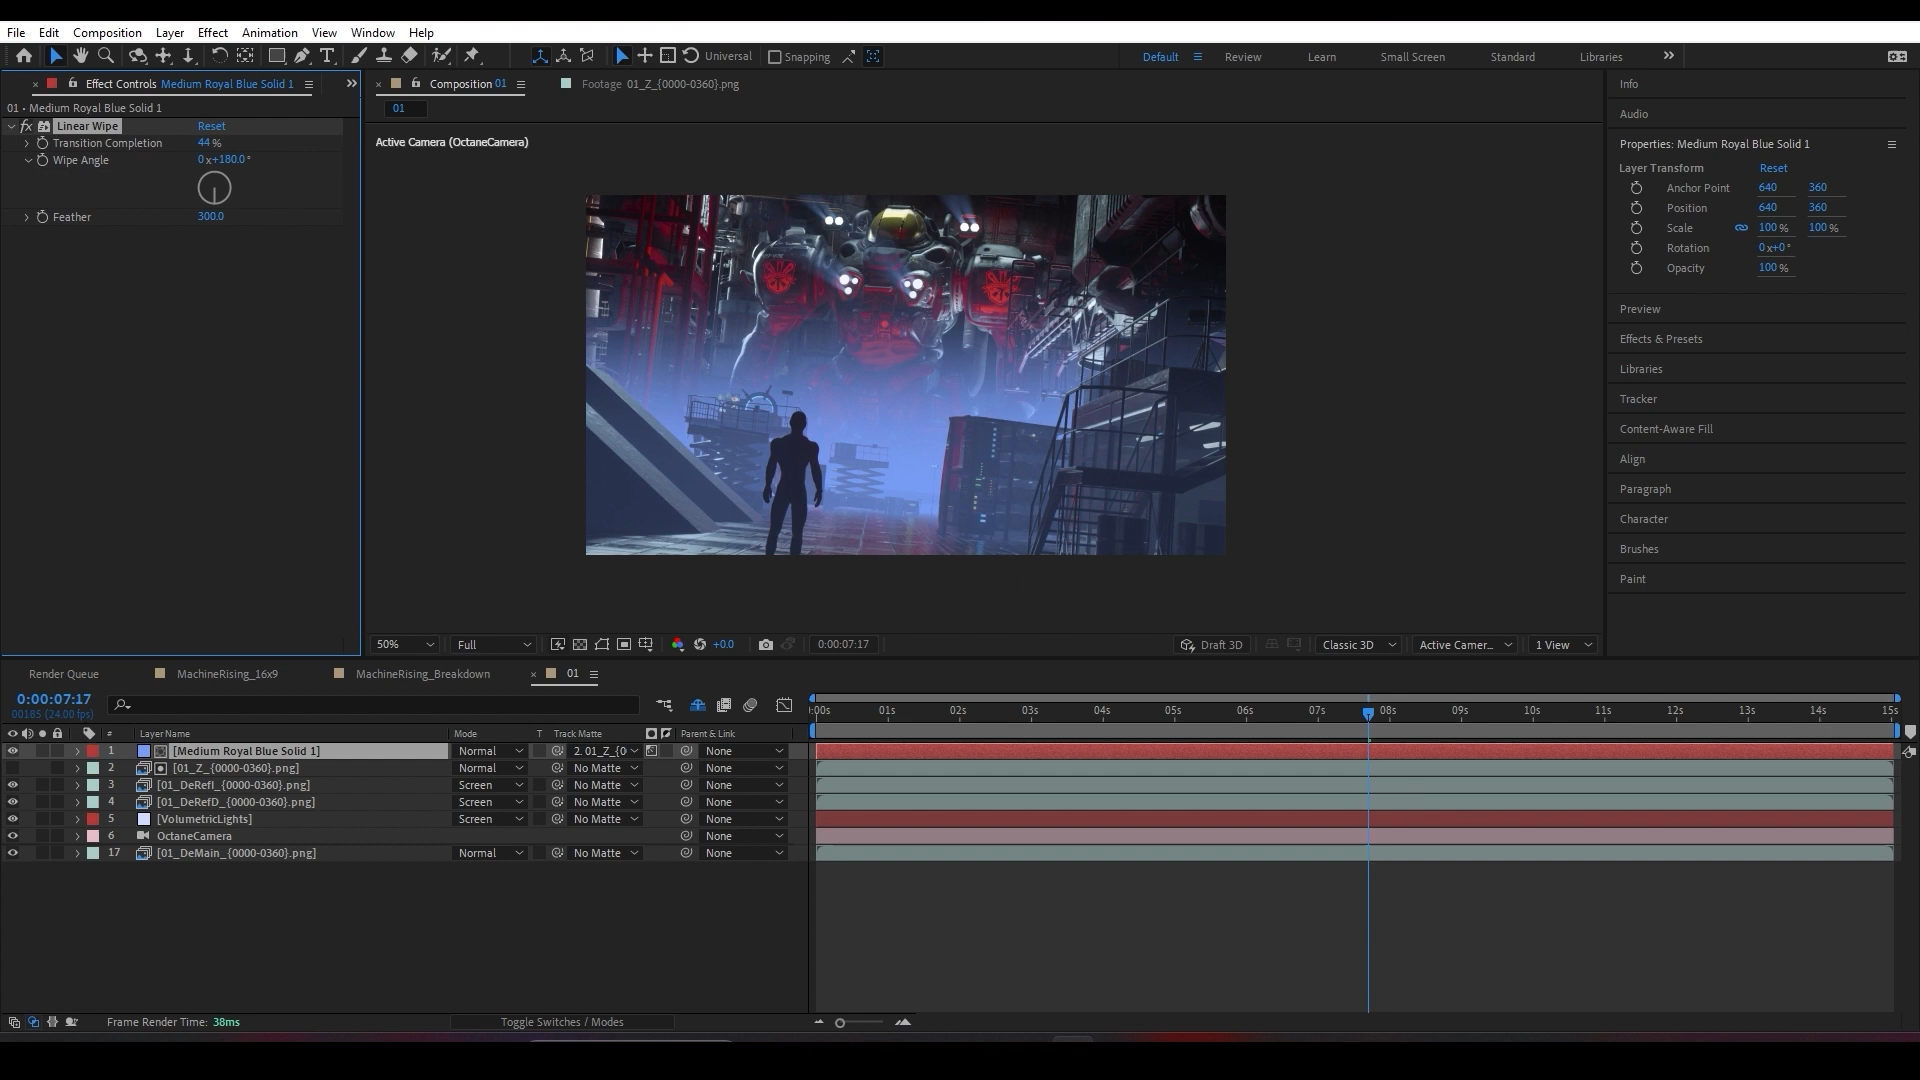 File Edit Composition Layer Effect Animation View Window Help
Universal Snapping Default Review Learn Small Screen Standard Libraries
Effect Controls Medium Royal Blue Solid 1
01 • Medium Royal Blue Solid 1
fx Linear Wipe Reset
Transition Completion 44 %
Wipe Angle 0 x+180.0 °
Feather 300.0
Composition 01 Footage 01_Z_{0000-0360}.png
01
Active Camera (OctaneCamera)
50% Full +0.0 0:00:07:17 Draft 3D Classic 3D Active Camer... 1 View
Info
Audio
Properties: Medium Royal Blue Solid 1
Layer Transform Reset
Anchor Point 640 360
Position 640 360
Scale 100 % 100 %
Rotation 0 x+0 °
Opacity 100 %
Preview
Effects & Presets
Libraries
Tracker
Content-Aware Fill
Align
Paragraph
Character
Brushes
Paint
Render Queue MachineRising_16x9 MachineRising_Breakdown 01
0:00:07:17
00185 (24.00 fps)
:00s 01s 02s 03s 04s 05s 06s 07s 08s 09s 10s 11s 12s 13s 14s 15s
# Layer Name Mode T Track Matte Parent & Link
1 [Medium Royal Blue Solid 1] Normal 2. 01_Z_{0 None
2 [01_Z_{0000-0360}.png] Normal No Matte None
3 [01_DeRefl_{0000-0360}.png] Screen No Matte None
4 [01_DeRefD_{0000-0360}.png] Screen No Matte None
5 [VolumetricLights] Screen No Matte None
6 OctaneCamera None
17 [01_DeMain_{0000-0360}.png] Normal No Matte None
Frame Render Time: 38ms Toggle Switches / Modes